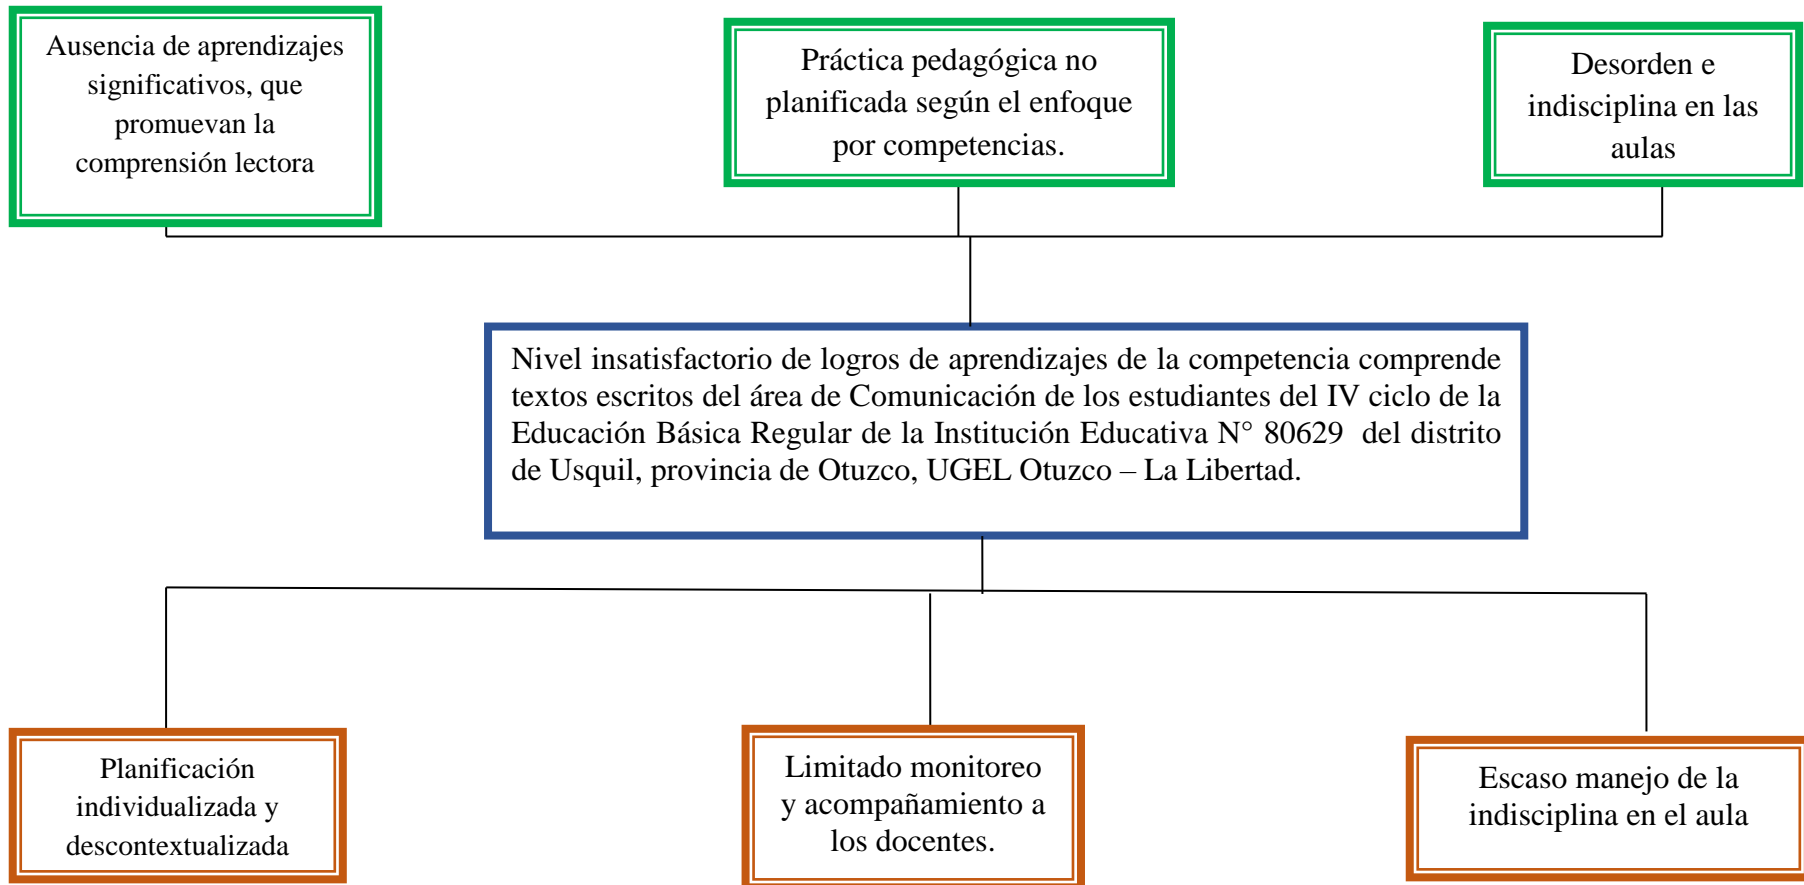 Ausencia de aprendizajes
significativos, que
promuevan la
comprensión lectora
Práctica pedagógica no
planificada según el enfoque
por competencias.
Desorden e
indisciplina en las
aulas
Nivel insatisfactorio de logros de aprendizajes de la competencia comprende
textos escritos del área de Comunicación de los estudiantes del IV ciclo de la
Educación Básica Regular de la Institución Educativa N° 80629 del distrito
de Usquil, provincia de Otuzco, UGEL Otuzco – La Libertad.
Planificación
individualizada y
descontextualizada
Limitado monitoreo
y acompañamiento a
los docentes.
Escaso manejo de la
indisciplina en el aula